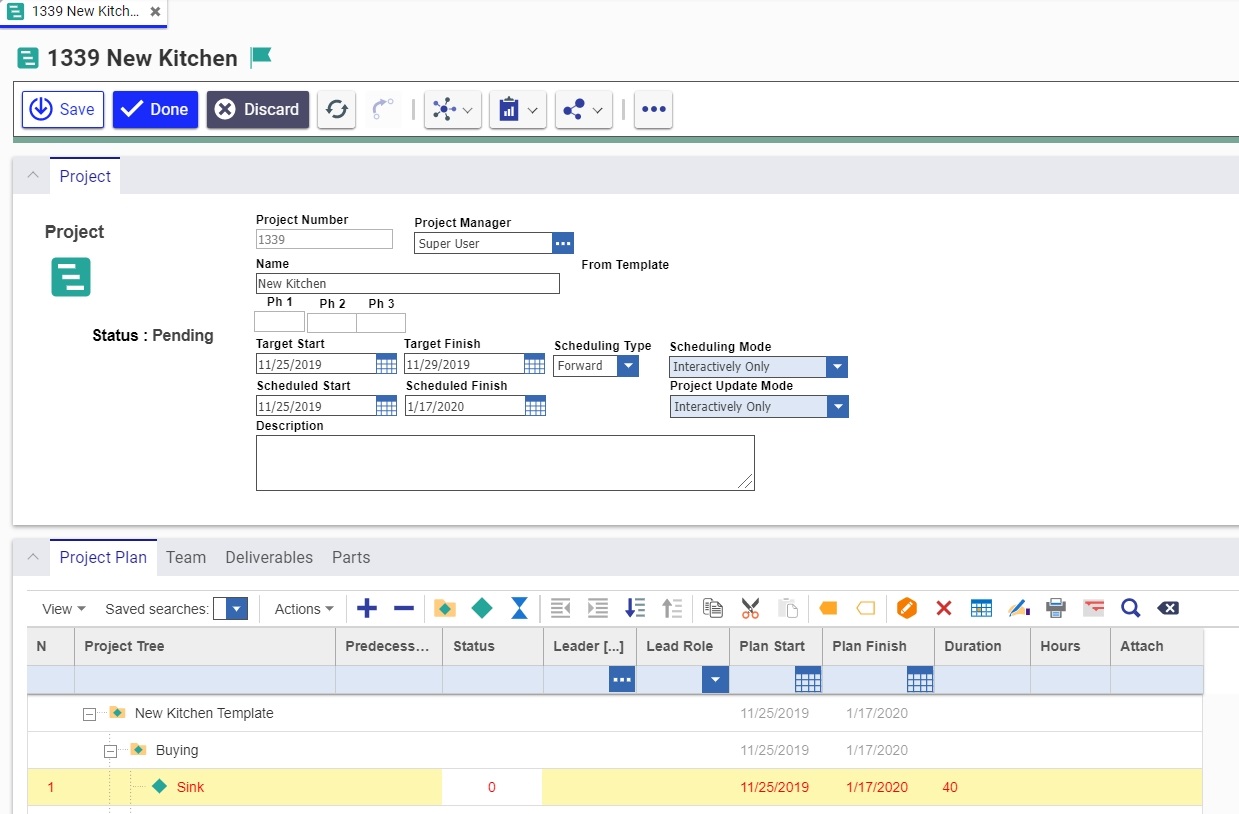 1339 New Kitch...
1339 New Kitchen
Save Done Discard
Project
Project
Status : Pending
Project Number Project Manager
1339 Super User
Name From Template
New Kitchen
Ph 1 Ph 2 Ph 3
Target Start Target Finish Scheduling Type Scheduling Mode
11/25/2019 11/29/2019 Forward Interactively Only
Scheduled Start Scheduled Finish Project Update Mode
11/25/2019 1/17/2020 Interactively Only
Description
Project Plan Team Deliverables Parts
View Saved searches: Actions
N Project Tree Predecess... Status Leader [...] Lead Role Plan Start Plan Finish Duration Hours Attach
New Kitchen Template 11/25/2019 1/17/2020
Buying 11/25/2019 1/17/2020
1 Sink 0 11/25/2019 1/17/2020 40